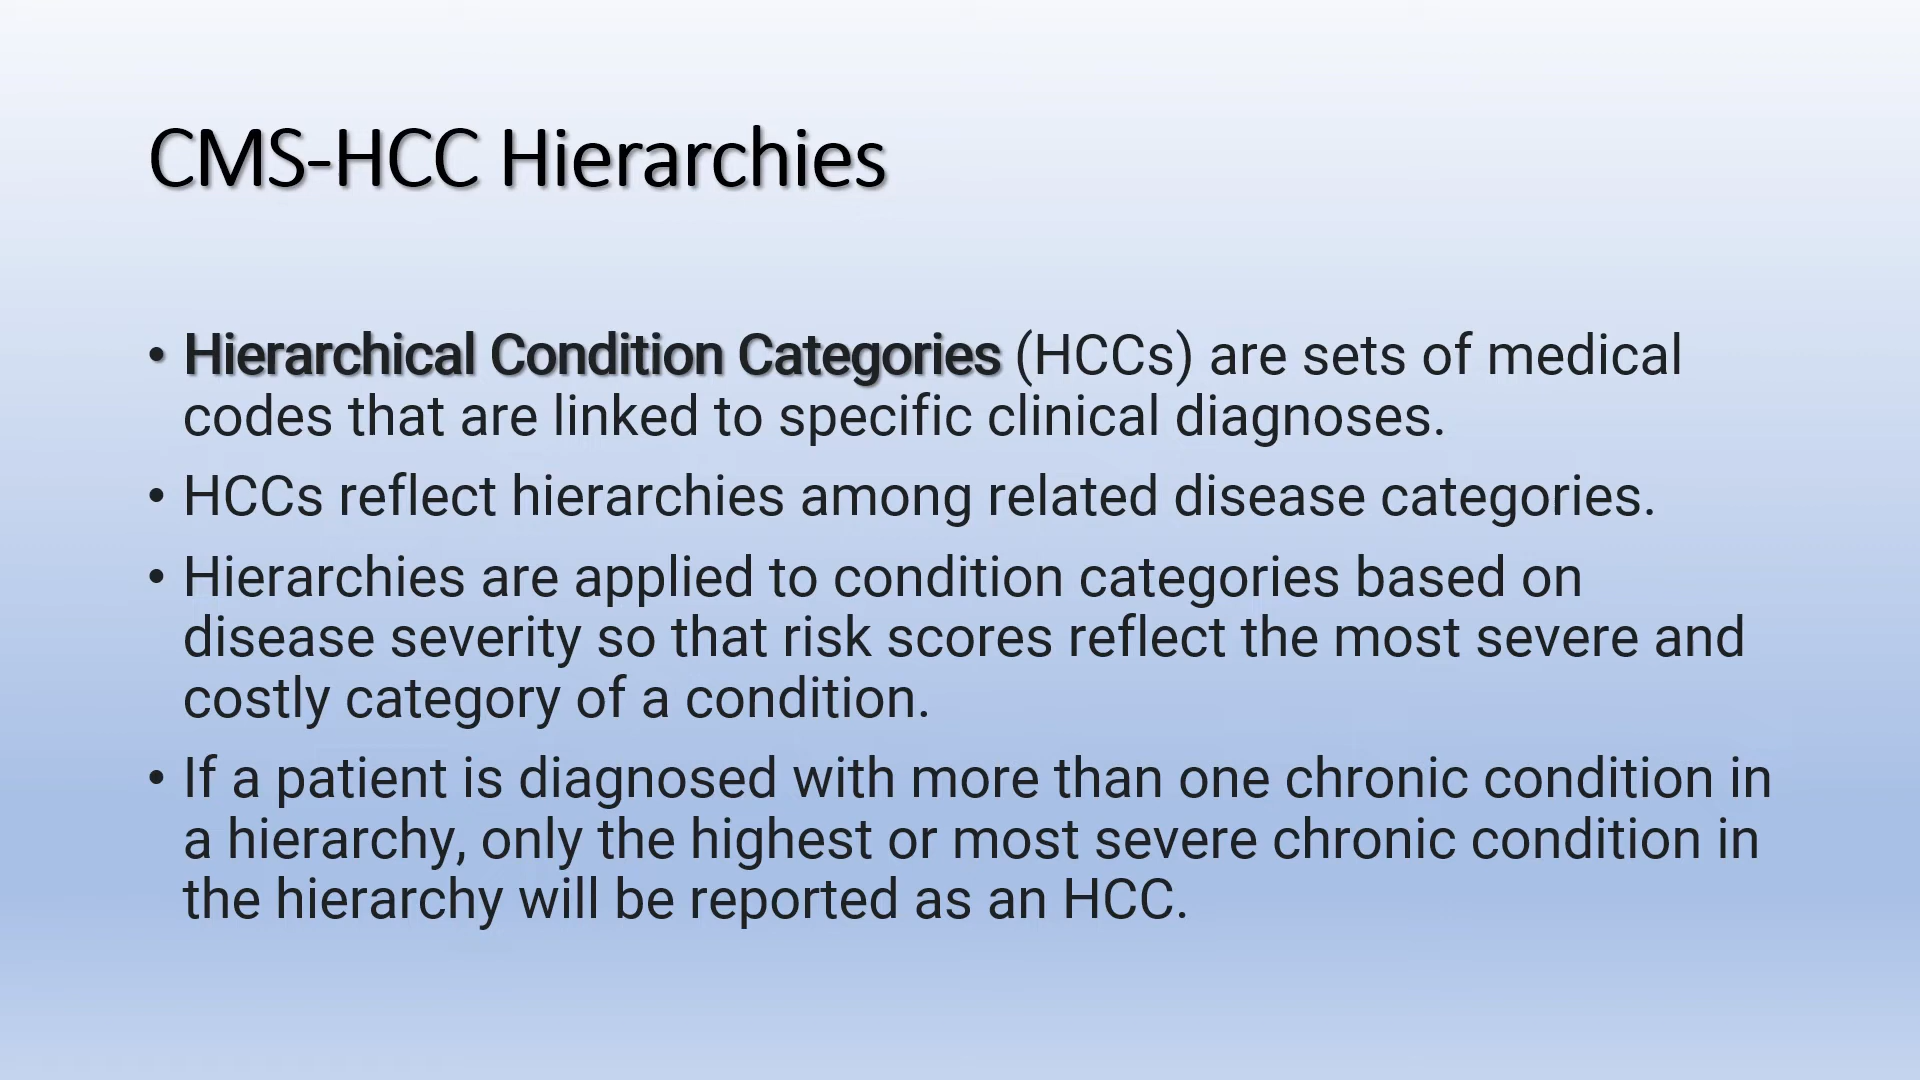 CMS-HCC Hierarchies
• Hierarchical Condition Categories (HCCs) are sets of medical
codes that are linked to specific clinical diagnoses.
• HCCs reflect hierarchies among related disease categories.
• Hierarchies are applied to condition categories based on
disease severity so that risk scores reflect the most severe and
costly category of a condition.
• If a patient is diagnosed with more than one chronic condition in
a hierarchy, only the highest or most severe chronic condition in
the hierarchy will be reported as an HCC.